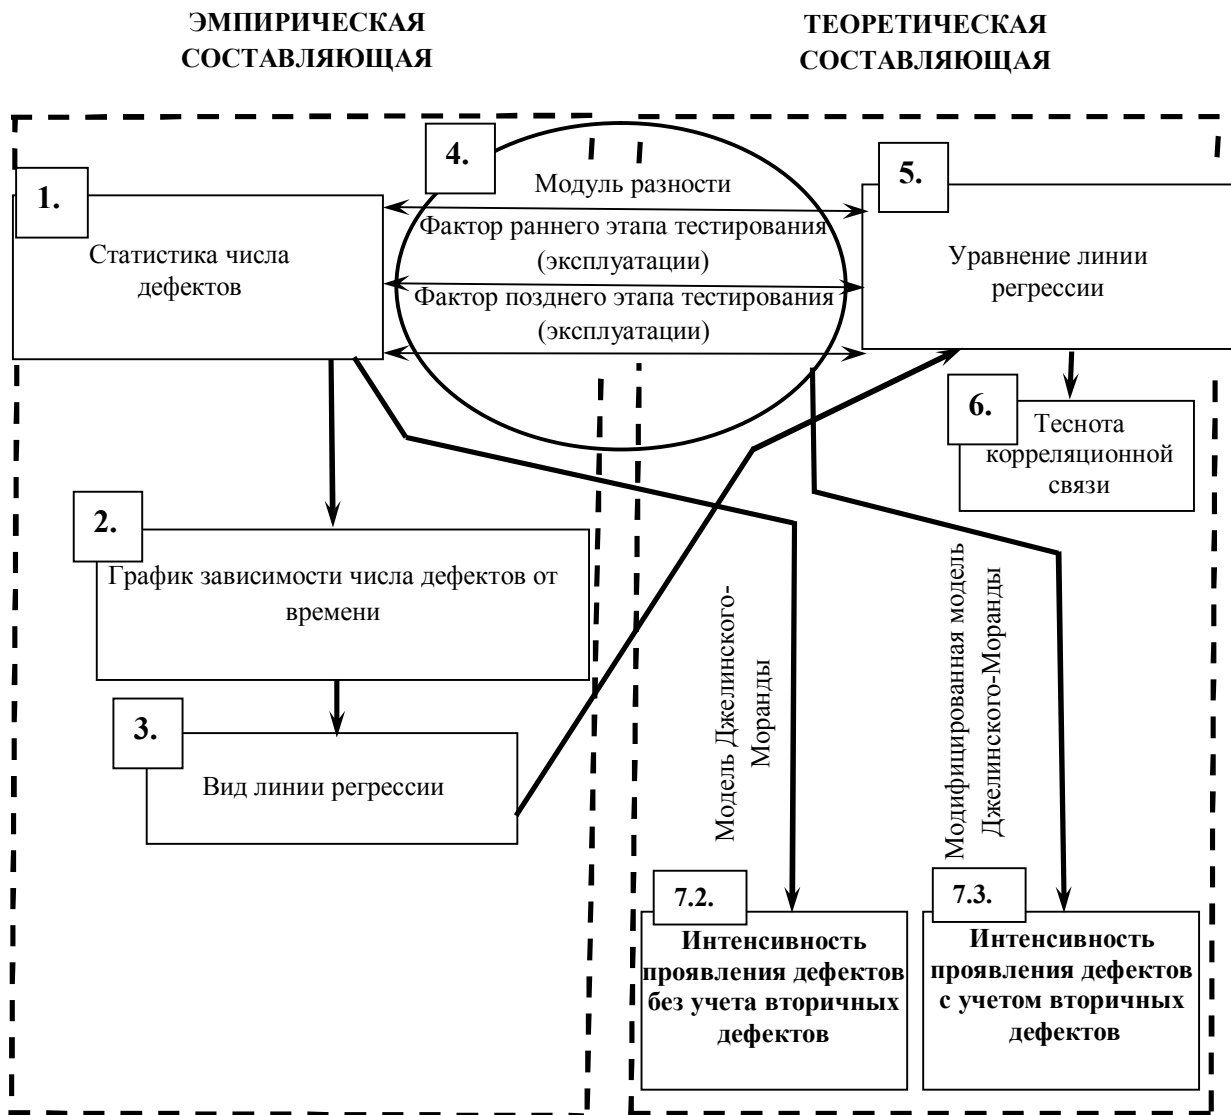 ЭМПИРИЧЕСКАЯ
СОСТАВЛЯЮЩАЯ
ТЕОРЕТИЧЕСКАЯ
СОСТАВЛЯЮЩАЯ
1.
Статистика числа
дефектов
4.
Модуль разности
Фактор раннего этапа тестирования
(эксплуатации)
Фактор позднего этапа тестирования
(эксплуатации)
5.
Уравнение линии
регрессии
6.
Теснота
корреляционной
связи
2.
График зависимости числа дефектов от
времени
3.
Вид линии регрессии
Модель Джелинского-
Моранды
Модифицированная модель
Джелинского-Моранды
7.2.
Интенсивность
проявления дефектов
без учета вторичных
дефектов
7.3.
Интенсивность
проявления дефектов
с учетом вторичных
дефектов